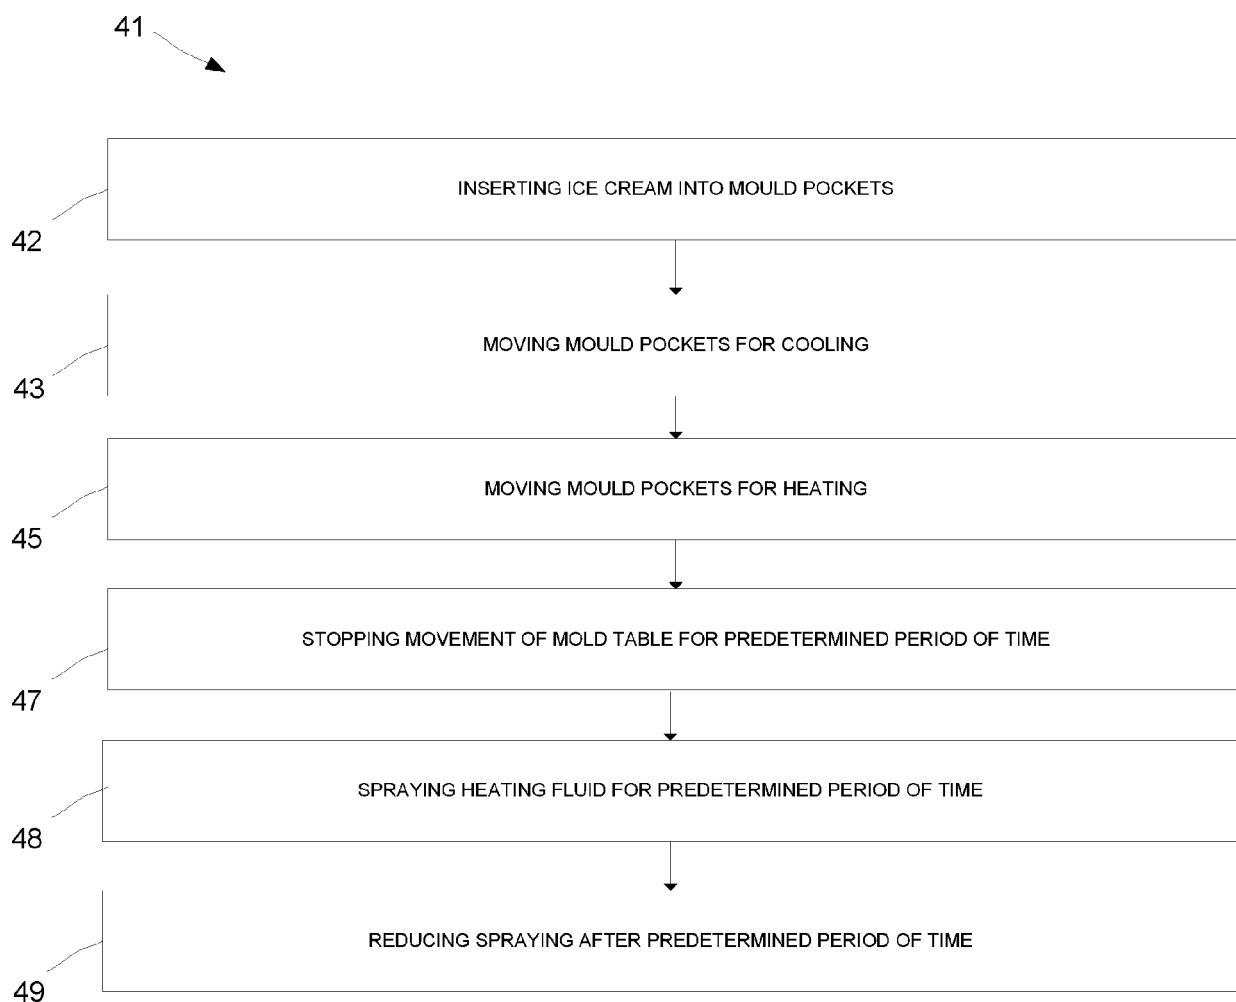 41
INSERTING ICE CREAM INTO MOULD POCKETS
42
MOVING MOULD POCKETS FOR COOLING
43
MOVING MOULD POCKETS FOR HEATING
45
STOPPING MOVEMENT OF MOLD TABLE FOR PREDETERMINED PERIOD OF TIME
47
SPRAYING HEATING FLUID FOR PREDETERMINED PERIOD OF TIME
48
REDUCING SPRAYING AFTER PREDETERMINED PERIOD OF TIME
49